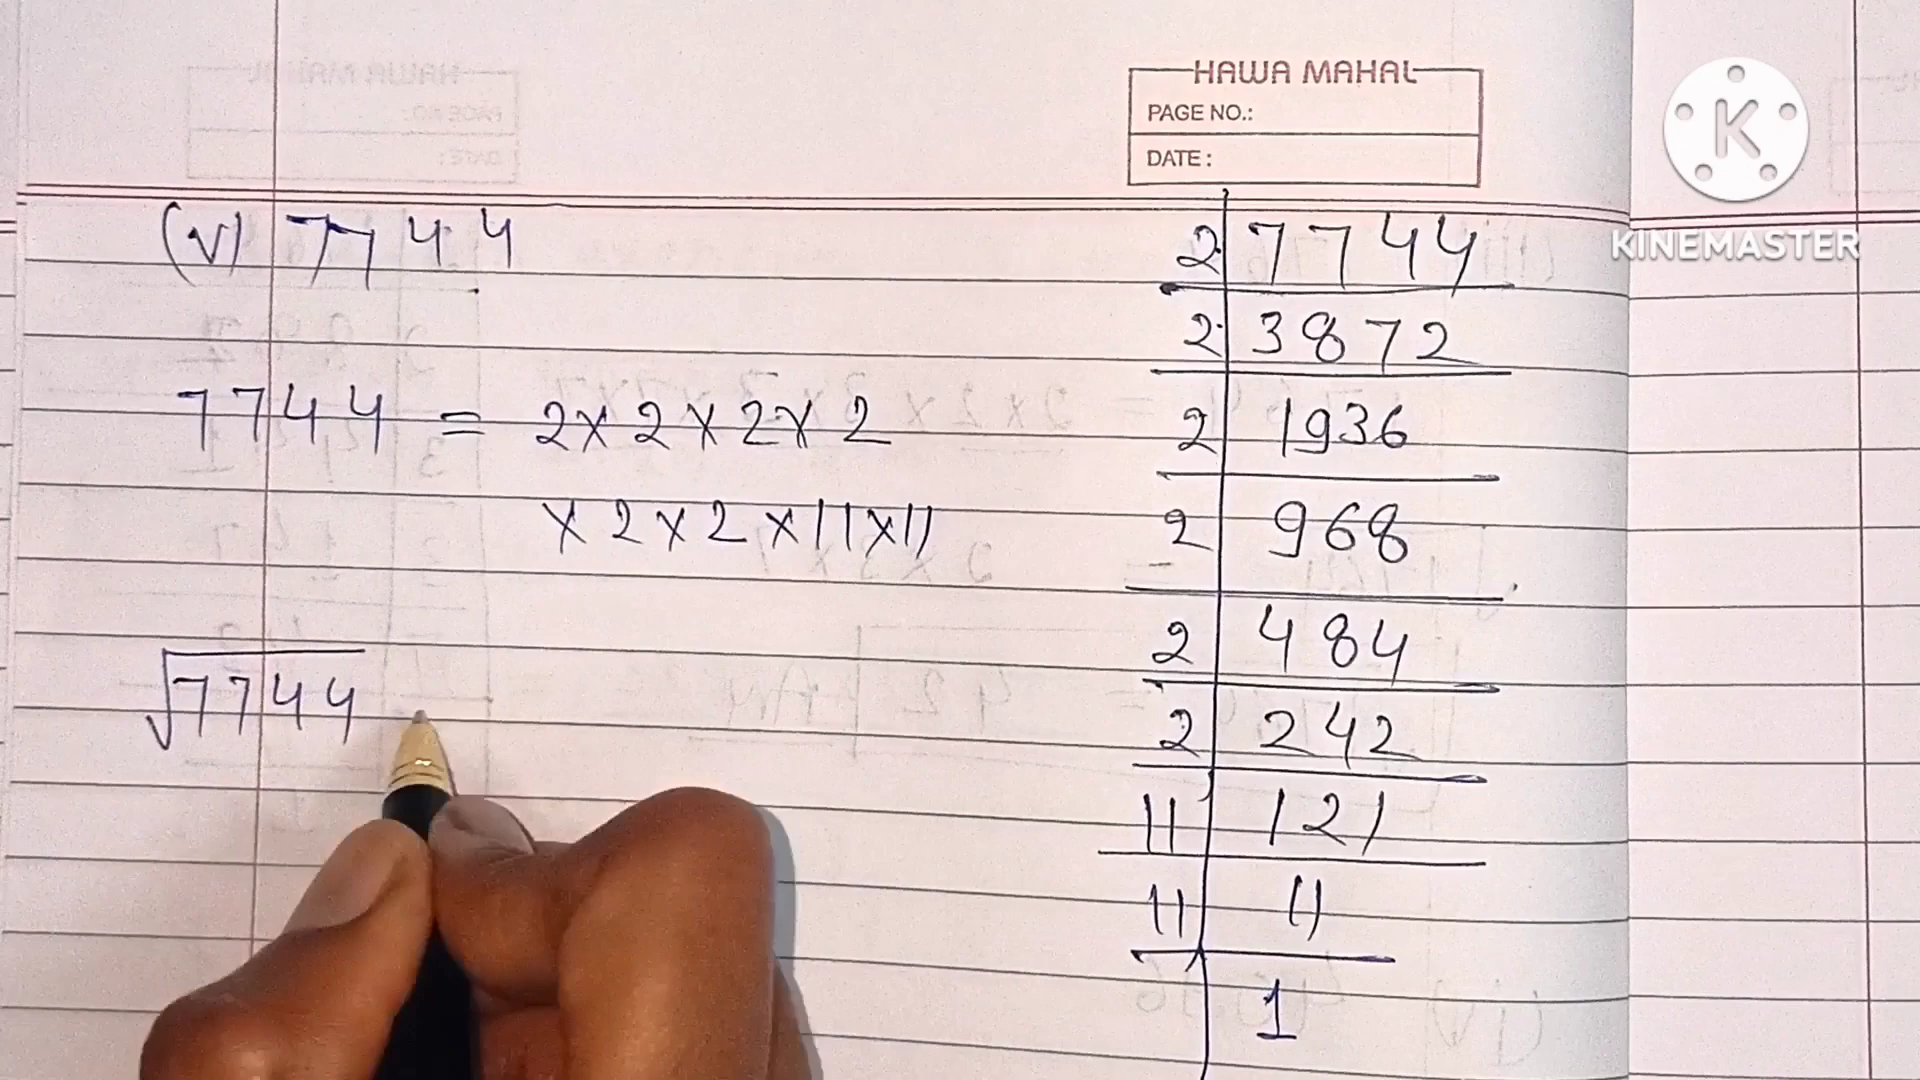 HAWA MAHAL
PAGE NO.:
DATE :
K
KINEMASTER
(v) 7744
7744 = 2×2×2×2
×2×2×11×11
√7744
2 7744
2 3872
2 1936
2 968
2 484
2 242
11 121
11 11
1